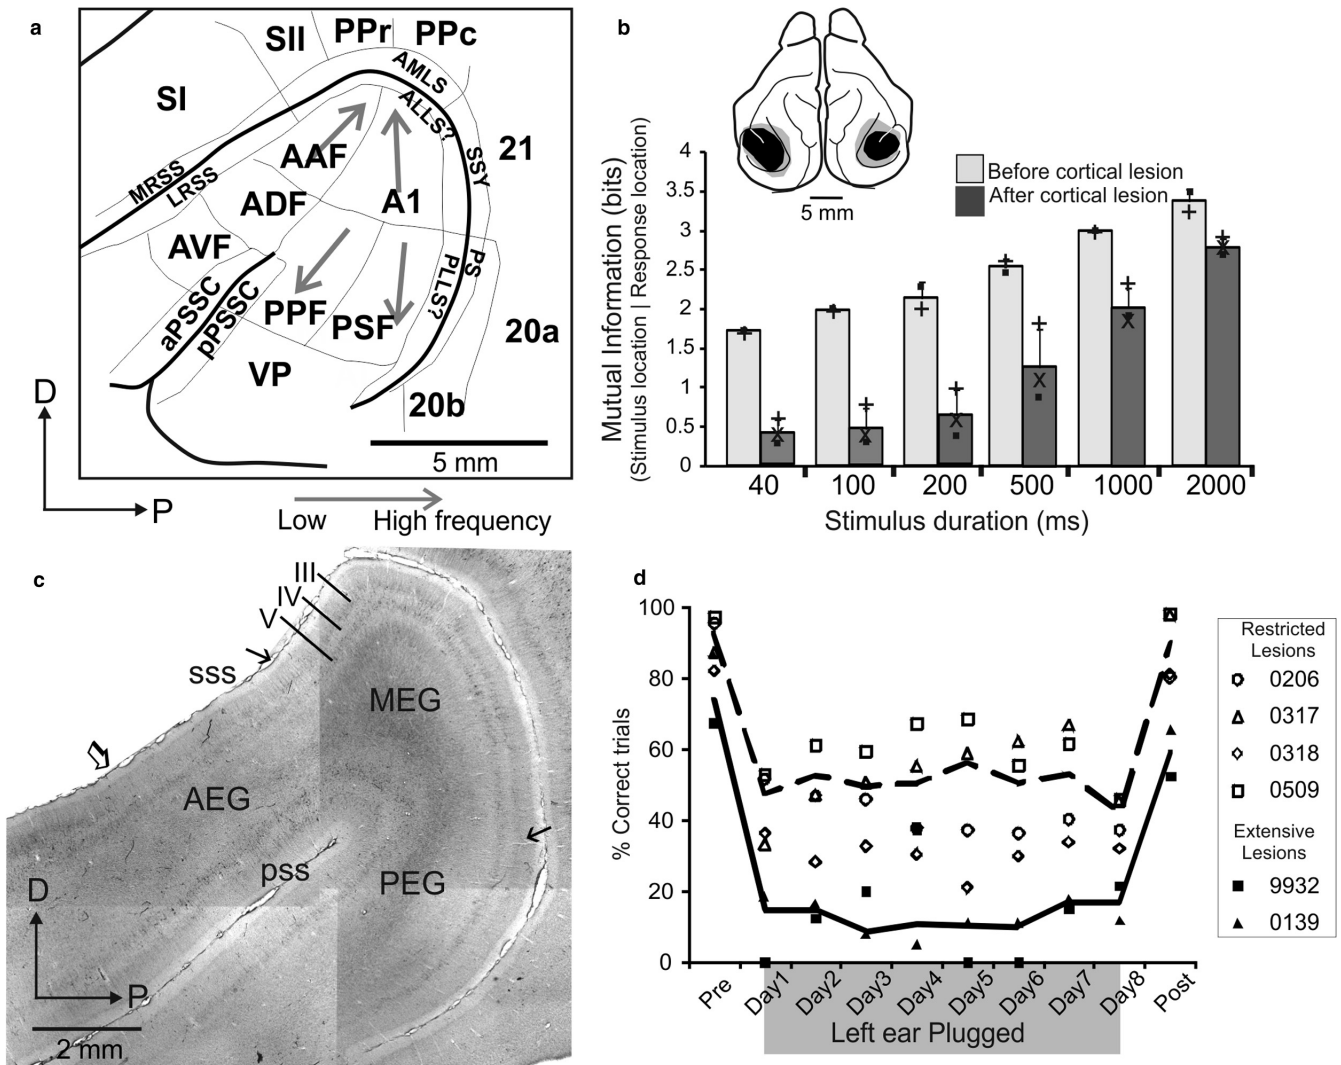 a
SII
PPr
PPc
SI
AMLS
ALLS?
21
AAF
MRSS
LRSS
SSY
ADF
A1
AVF
PS
PLLS?
aPSSC
pPSSC
PPF
PSF
20a
VP
20b
D
P
5 mm
Low
High frequency
b
5 mm
Before cortical lesion
After cortical lesion
Mutual Information (bits)
(Stimulus location | Response location)
4
3.5
3
2.5
2
1.5
1
0.5
0
40
100
200
500
1000
2000
Stimulus duration (ms)
c
III
IV
V
sss
MEG
AEG
pss
PEG
D
P
2 mm
d
% Correct trials
100
80
60
40
20
0
Pre
Day1
Day2
Day3
Day4
Day5
Day6
Day7
Day8
Post
Left ear Plugged
Restricted
Lesions
0206
0317
0318
0509
Extensive
Lesions
9932
0139